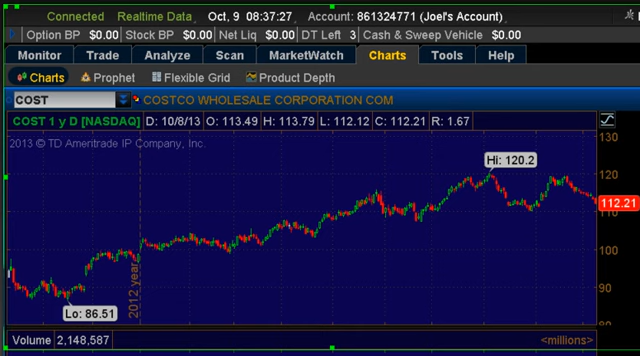 Connected Realtime Data Oct, 9 08:37:27 Account: 861324771 (Joel's Account)
Option BP $0.00 Stock BP $0.00 Net Liq $0.00 DT Left 3 Cash & Sweep Vehicle $0.00
Monitor Trade Analyze Scan MarketWatch Charts Tools Help
Charts Prophet Flexible Grid Product Depth
COST COSTCO WHOLESALE CORPORATION COM
COST 1 y D [NASDAQ] D: 10/8/13 O: 113.49 H: 113.79 L: 112.12 C: 112.21 R: 1.67
2013 © TD Ameritrade IP Company, Inc.
130
Hi: 120.2
120
112.21
110
100
2012 year
90
Lo: 86.51
80
Volume 2,148,587 <millions>